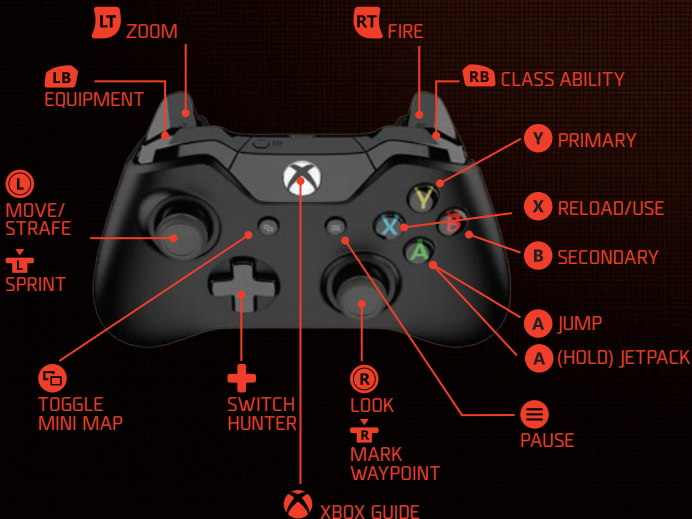 LT ZOOM
RT FIRE
LB
EQUIPMENT
RB CLASS ABILITY
Y PRIMARY
L
MOVE/
STRAFE
L
SPRINT
X RELOAD/USE
B SECONDARY
Y
X
B
A
A JUMP
A (HOLD) JETPACK
TOGGLE
MINI MAP
SWITCH
HUNTER
R
LOOK
R
MARK
WAYPOINT
PAUSE
XBOX GUIDE